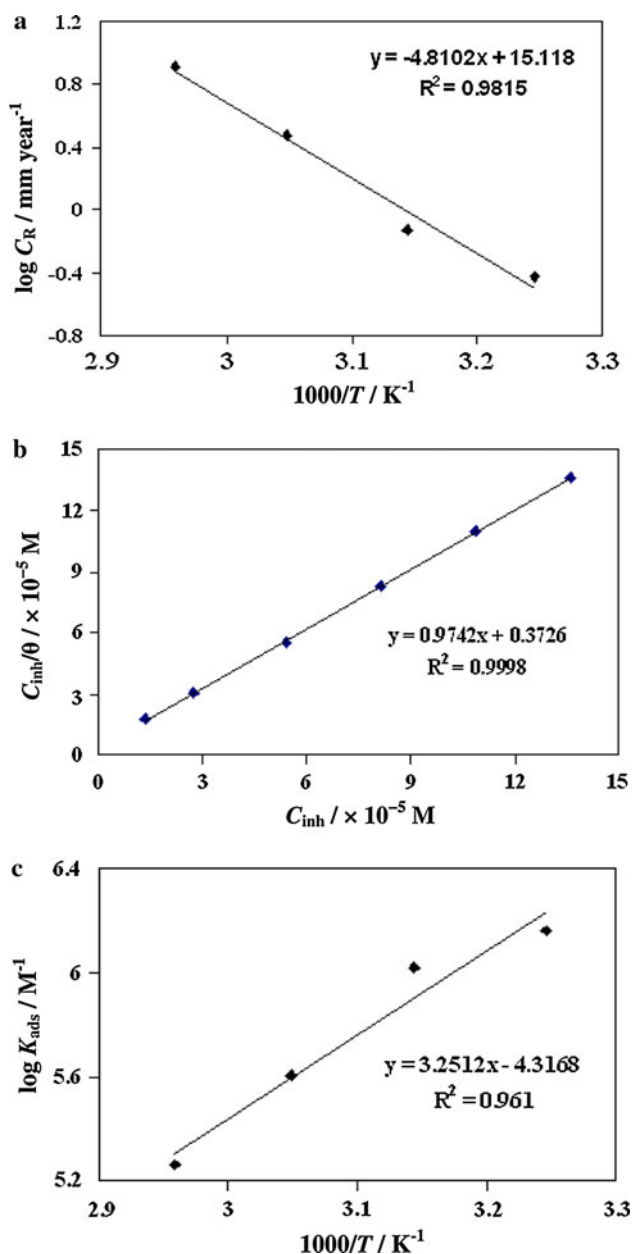 a
1.2
0.8
0.4
0
-0.4
-0.8
log C_R / mm year⁻¹
y = -4.8102x + 15.118
R² = 0.9815
2.9 3 3.1 3.2 3.3
1000/T / K⁻¹
b
15
12
9
6
3
0
C_inh/θ / × 10⁻⁵ M
y = 0.9742x + 0.3726
R² = 0.9998
0 3 6 9 12 15
C_inh / × 10⁻⁵ M
c
6.4
6
5.6
5.2
log K_ads / M⁻¹
y = 3.2512x - 4.3168
R² = 0.961
2.9 3 3.1 3.2 3.3
1000/T / K⁻¹